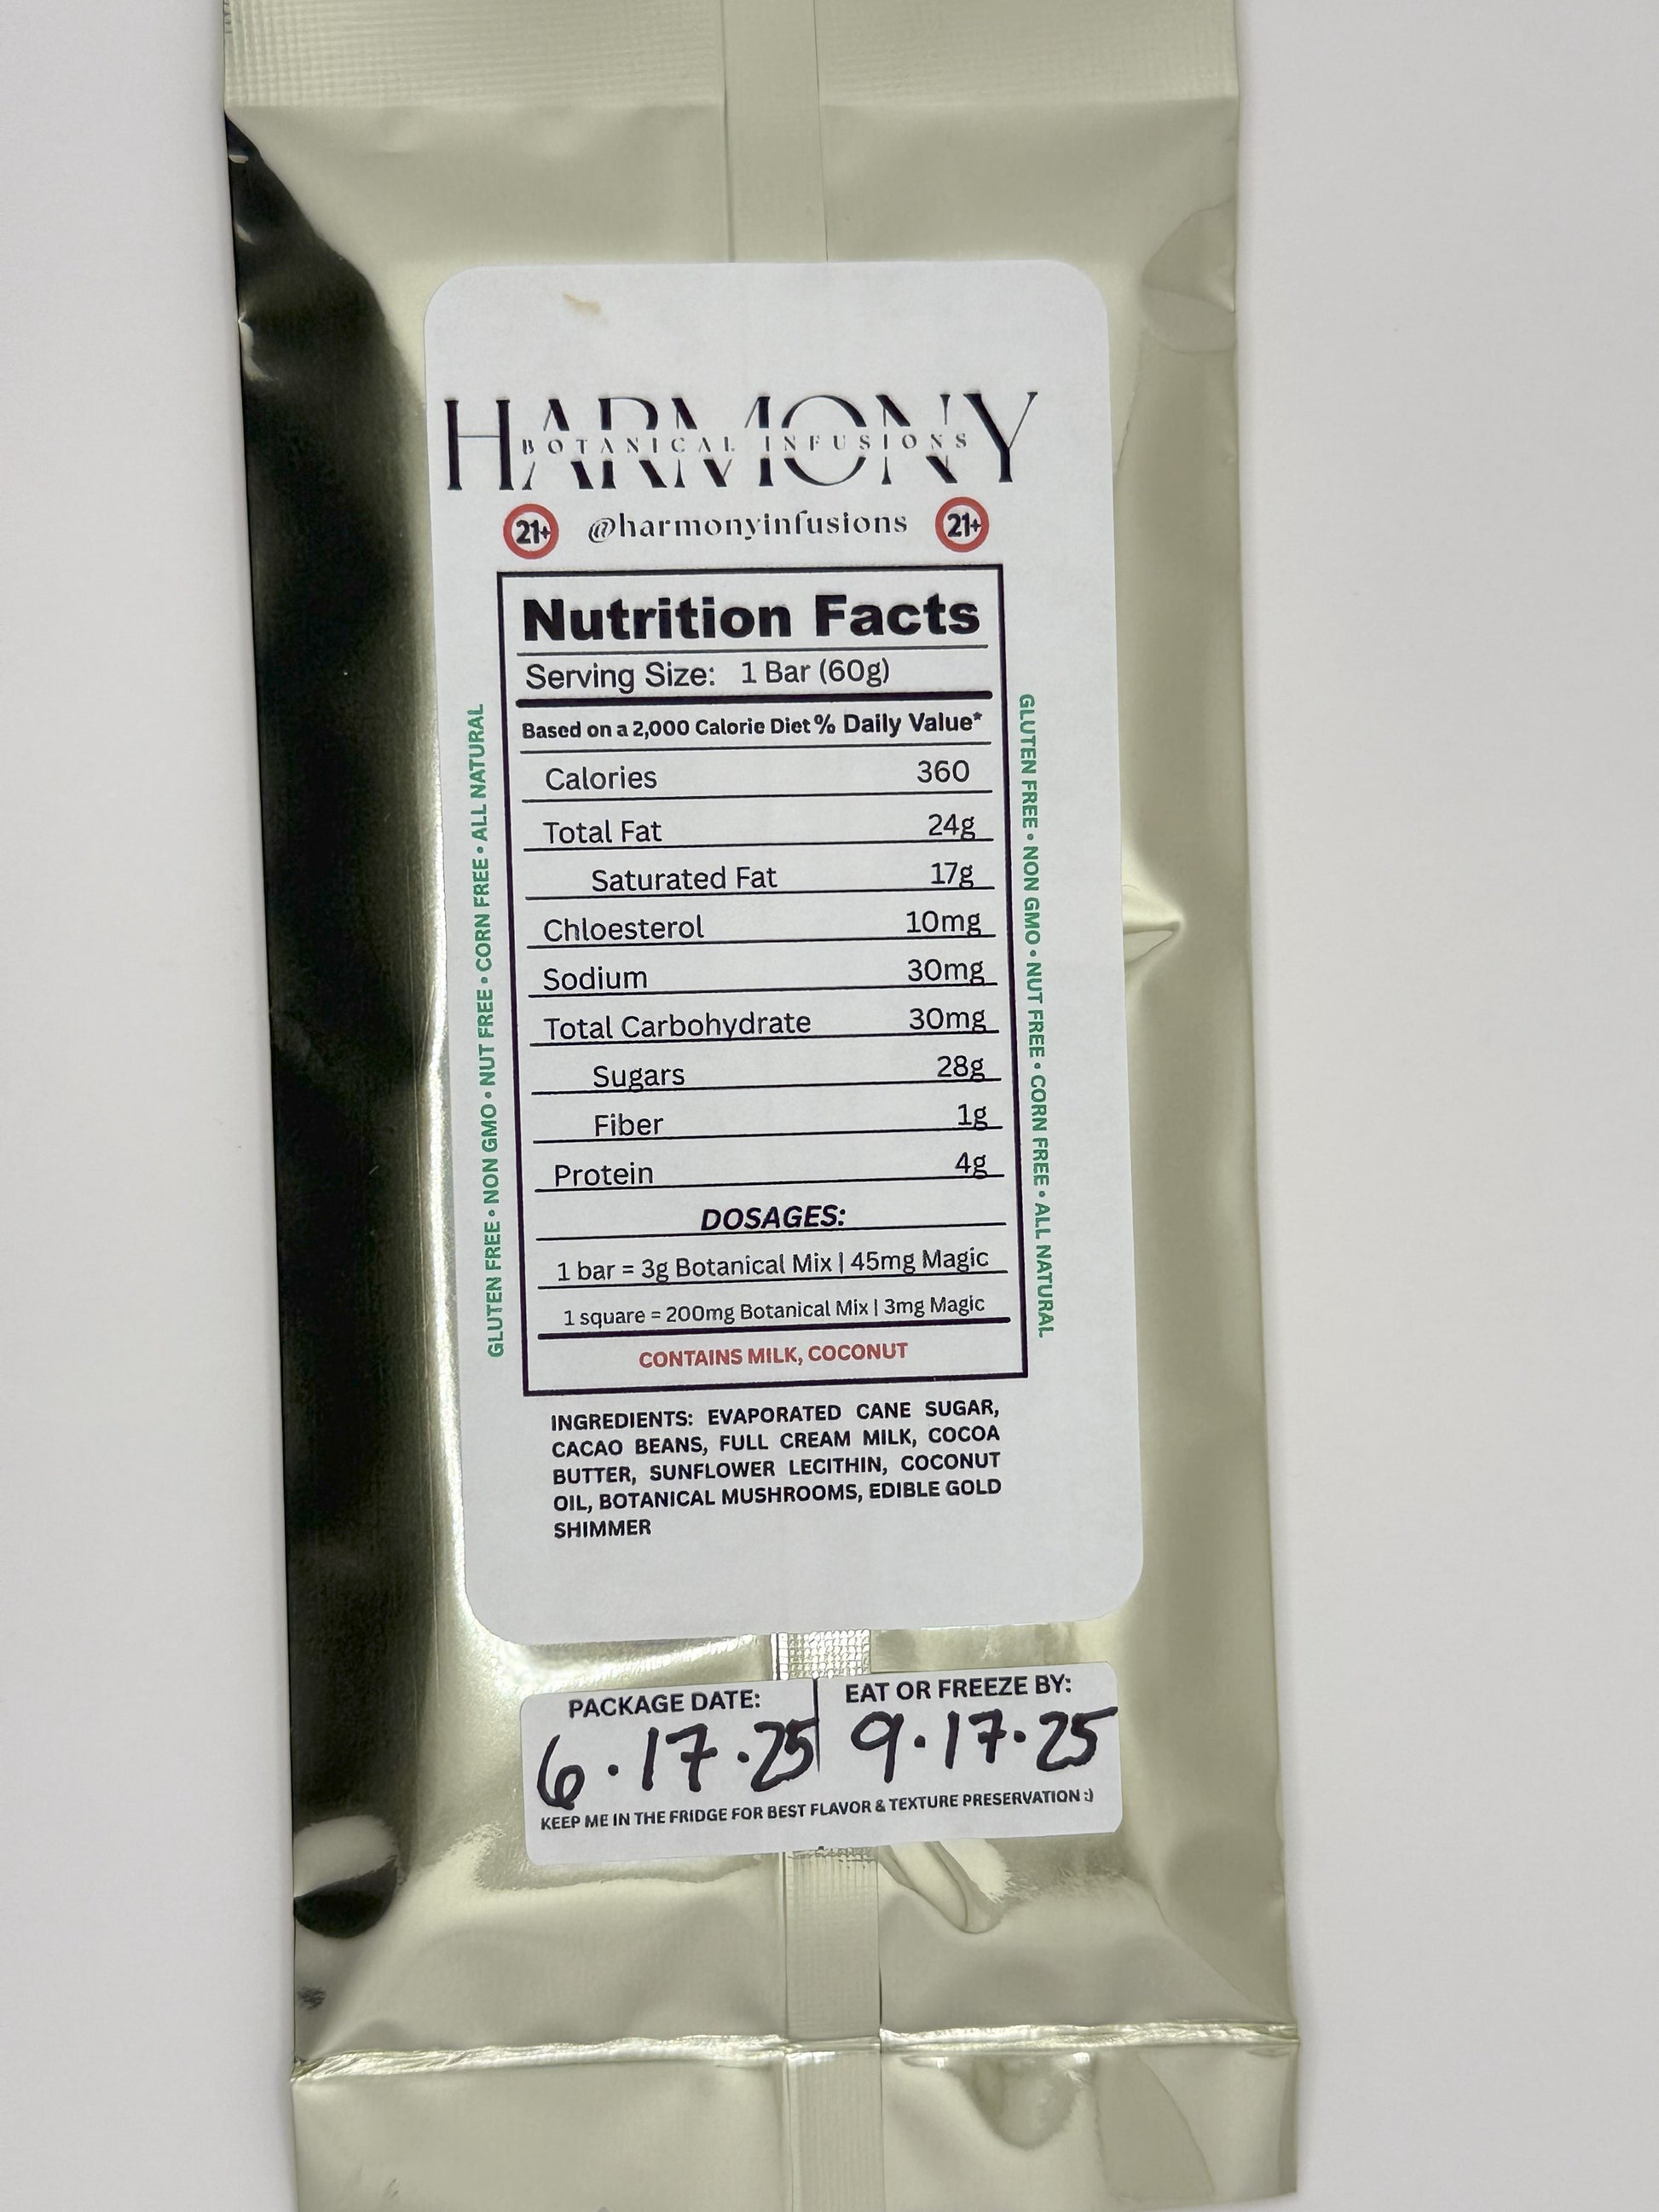 HARMONY
BOTANICAL INFUSIONS
21+ @harmonyinfusions 21+
Nutrition Facts
Serving Size: 1 Bar (60g)
Based on a 2,000 Calorie Diet % Daily Value*
Calories 360
Total Fat 24g
Saturated Fat 17g
Chloesterol 10mg
Sodium 30mg
Total Carbohydrate 30mg
Sugars 28g
Fiber 1g
Protein 4g
DOSAGES:
1 bar = 3g Botanical Mix | 45mg Magic
1 square = 200mg Botanical Mix | 3mg Magic
CONTAINS MILK, COCONUT
GLUTEN FREE • NON GMO • NUT FREE • CORN FREE • ALL NATURAL
GLUTEN FREE • NON GMO • NUT FREE • CORN FREE • ALL NATURAL
INGREDIENTS: EVAPORATED CANE SUGAR,
CACAO BEANS, FULL CREAM MILK, COCOA
BUTTER, SUNFLOWER LECITHIN, COCONUT
OIL, BOTANICAL MUSHROOMS, EDIBLE GOLD
SHIMMER
PACKAGE DATE: EAT OR FREEZE BY:
6.17.25 9.17.25
KEEP ME IN THE FRIDGE FOR BEST FLAVOR & TEXTURE PRESERVATION :)